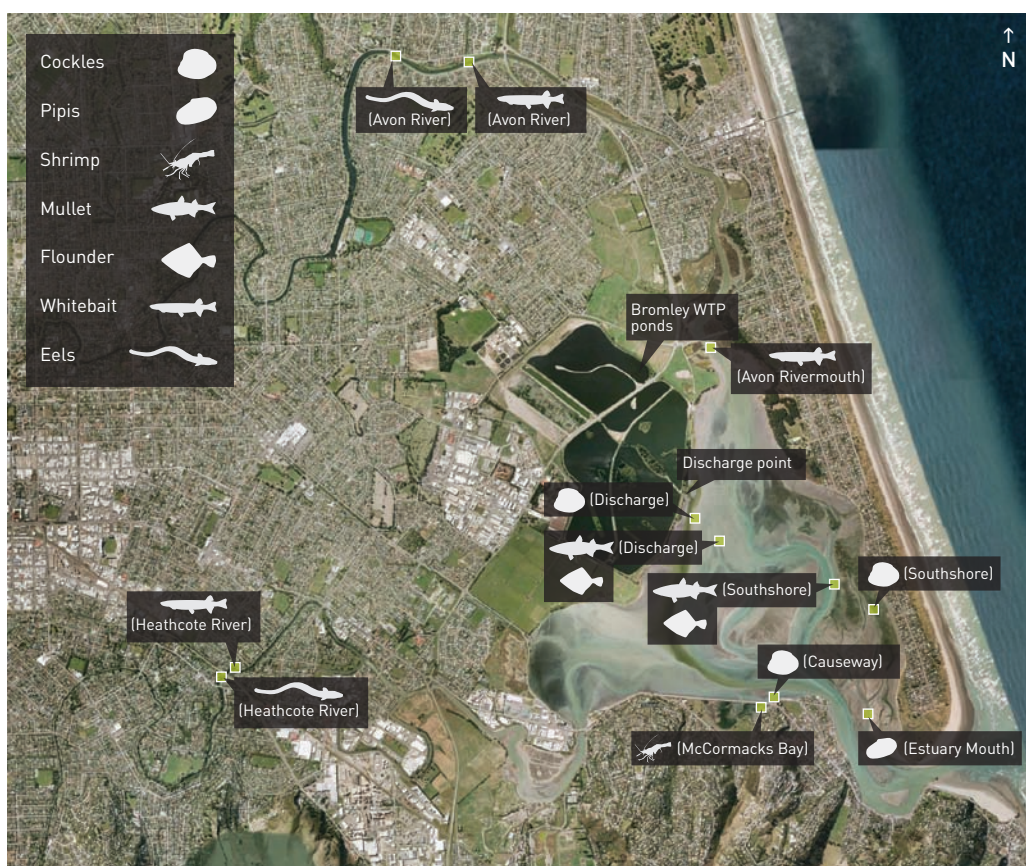 Cockles
Pipis
Shrimp
Mullet
Flounder
Whitebait
Eels
N
(Avon River)
(Avon River)
Bromley WTP
ponds
(Avon Rivermouth)
Discharge point
(Discharge)
(Discharge)
(Southshore)
(Southshore)
(Heathcote River)
(Heathcote River)
(Causeway)
(McCormacks Bay)
(Estuary Mouth)